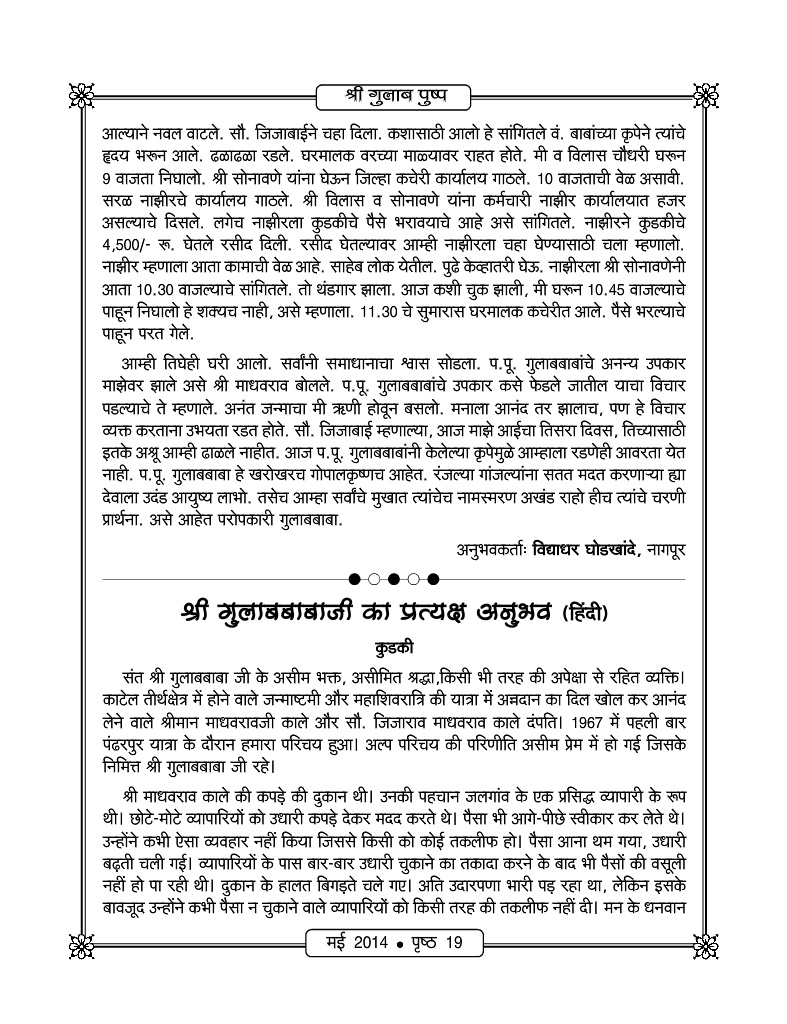 श्री गुलाब पुष्प
आल्याने नवल वाटले. सौ. जिजाबाईने चहा दिला. कशासाठी आलो हे सांगितले वं. बाबांच्या कृपेने त्यांचे
हृदय भरून आले. ढळाढळा रडले. घरमालक वरच्या माळ्यावर राहत होते. मी व विलास चौधरी घरून
9 वाजता निघालो. श्री सोनावणे यांना घेऊन जिल्हा कचेरी कार्यालय गाठले. 10 वाजताची वेळ असावी.
सरळ नाझीरचे कार्यालय गाठले. श्री विलास व सोनावणे यांना कर्मचारी नाझीर कार्यालयात हजर
असल्याचे दिसले. लगेच नाझीरला कुडकीचे पैसे भरावयाचे आहे असे सांगितले. नाझीरने कुडकीचे
4,500/- रू. घेतले रसीद दिली. रसीद घेतल्यावर आम्ही नाझीरला चहा घेण्यासाठी चला म्हणालो.
नाझीर म्हणाला आता कामाची वेळ आहे. साहेब लोक येतील. पुढे केव्हातरी घेऊ. नाझीरला श्री सोनावणेनी
आता 10.30 वाजल्याचे सांगितले. तो थंडगार झाला. आज कशी चुक झाली, मी घरून 10.45 वाजल्याचे
पाहून निघालो हे शक्यच नाही, असे म्हणाला. 11.30 चे सुमारास घरमालक कचेरीत आले. पैसे भरल्याचे
पाहून परत गेले.
आम्ही तिघेही घरी आलो. सर्वांनी समाधानाचा श्वास सोडला. प.पू. गुलाबबाबांचे अनन्य उपकार
माझेवर झाले असे श्री माधवराव बोलले. प.पू. गुलाबबाबांचे उपकार कसे फेडले जातील याचा विचार
पडल्याचे ते म्हणाले. अनंत जन्माचा मी ऋणी होवून बसलो. मनाला आनंद तर झालाच, पण हे विचार
व्यक्त करताना उभयता रडत होते. सौ. जिजाबाई म्हणाल्या, आज माझे आईचा तिसरा दिवस, तिच्यासाठी
इतके अश्रू आम्ही ढाळले नाहीत. आज प.पू. गुलाबबाबांनी केलेल्या कृपेमुळे आम्हाला रडणेही आवरता येत
नाही. प.पू. गुलाबबाबा हे खरोखरच गोपालकृष्णच आहेत. रंजल्या गांजल्यांना सतत मदत करणाऱ्या ह्या
देवाला उदंड आयुष्य लाभो. तसेच आम्हा सर्वांचे मुखात त्यांचेच नामस्मरण अखंड राहो हीच त्यांचे चरणी
प्रार्थना. असे आहेत परोपकारी गुलाबबाबा.
अनुभवकर्ताः विद्याधर घोडखांदे, नागपूर
श्री गुलाबबाबाजी का प्रत्यक्ष अनुभव (हिंदी)
कुडकी
संत श्री गुलाबबाबा जी के असीम भक्त, असीमित श्रद्धा,किसी भी तरह की अपेक्षा से रहित व्यक्ति।
काटेल तीर्थक्षेत्र में होने वाले जन्माष्टमी और महाशिवरात्रि की यात्रा में अन्नदान का दिल खोल कर आनंद
लेने वाले श्रीमान माधवरावजी काले और सौ. जिजाराव माधवराव काले दंपति। 1967 में पहली बार
पंढरपुर यात्रा के दौरान हमारा परिचय हुआ। अल्प परिचय की परिणीति असीम प्रेम में हो गई जिसके
निमित्त श्री गुलाबबाबा जी रहे।
श्री माधवराव काले की कपड़े की दुकान थी। उनकी पहचान जलगांव के एक प्रसिद्ध व्यापारी के रूप
थी। छोटे-मोटे व्यापारियों को उधारी कपड़े देकर मदद करते थे। पैसा भी आगे-पीछे स्वीकार कर लेते थे।
उन्होंने कभी ऐसा व्यवहार नहीं किया जिससे किसी को कोई तकलीफ हो। पैसा आना थम गया, उधारी
बढ़ती चली गई। व्यापारियों के पास बार-बार उधारी चुकाने का तकादा करने के बाद भी पैसों की वसूली
नहीं हो पा रही थी। दुकान के हालत बिगड़ते चले गए। अति उदारपणा भारी पड़ रहा था, लेकिन इसके
बावजूद उन्होंने कभी पैसा न चुकाने वाले व्यापारियों को किसी तरह की तकलीफ नहीं दी। मन के धनवान
मई 2014 ● पृष्ठ 19